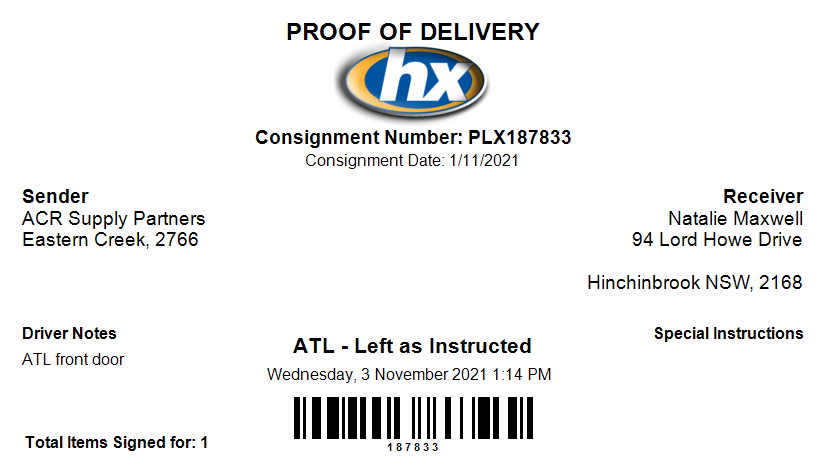 PROOF OF DELIVERY
hx
Consignment Number: PLX187833
Consignment Date: 1/11/2021
Sender
ACR Supply Partners
Eastern Creek, 2766
Receiver
Natalie Maxwell
94 Lord Howe Drive
Hinchinbrook NSW, 2168
Driver Notes
ATL front door
ATL - Left as Instructed
Wednesday, 3 November 2021 1:14 PM
Special Instructions
187833
Total Items Signed for: 1